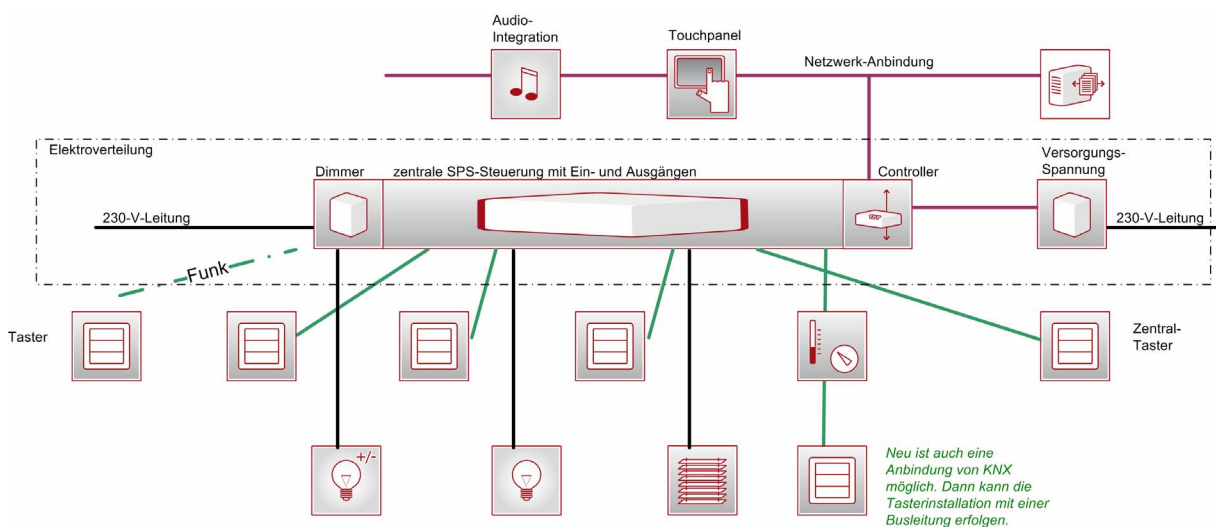 Audio-
Integration
Touchpanel
Netzwerk-Anbindung
Elektroverteilung
Versorgungs-
Spannung
Dimmer
zentrale SPS-Steuerung mit Ein- und Ausgängen
Controller
230-V-Leitung
230-V-Leitung
Funk
Taster
Zentral-
Taster
+/-
Neu ist auch eine
Anbindung von KNX
möglich. Dann kann die
Tasterinstallation mit einer
Busleitung erfolgen.